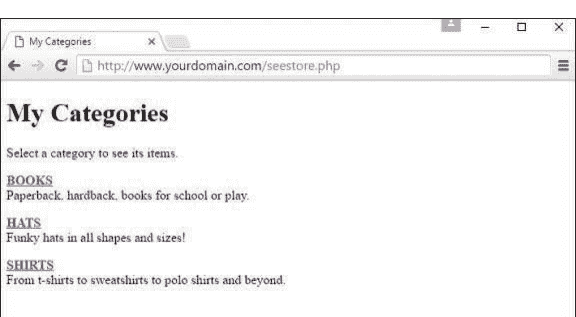 My Categories
http://www.yourdomain.com/seestore.php
My Categories
Select a category to see its items.
BOOKS
Paperback, hardback, books for school or play.
HATS
Funky hats in all shapes and sizes!
SHIRTS
From t-shirts to sweatshirts to polo shirts and beyond.